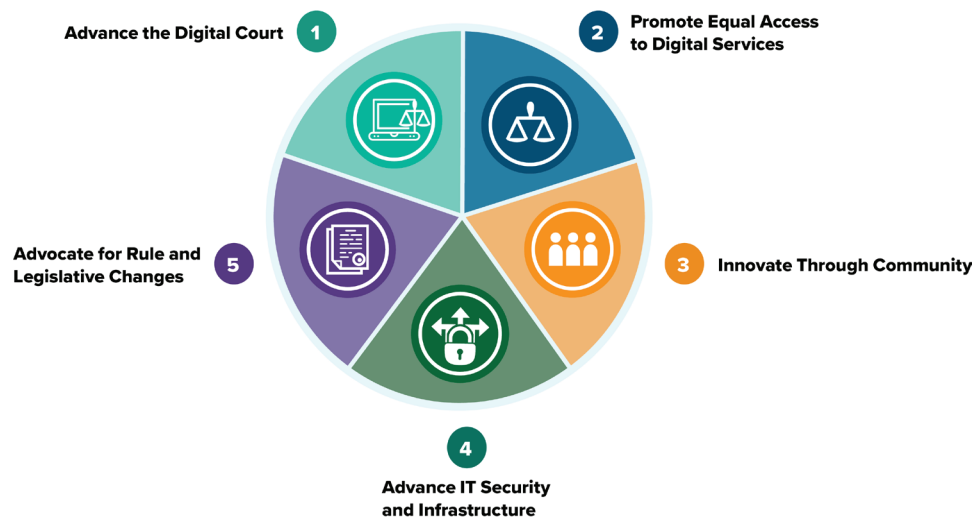 1
Advance the Digital Court
2
Promote Equal Access
to Digital Services
3
Innovate Through Community
4
Advance IT Security
and Infrastructure
5
Advocate for Rule and
Legislative Changes